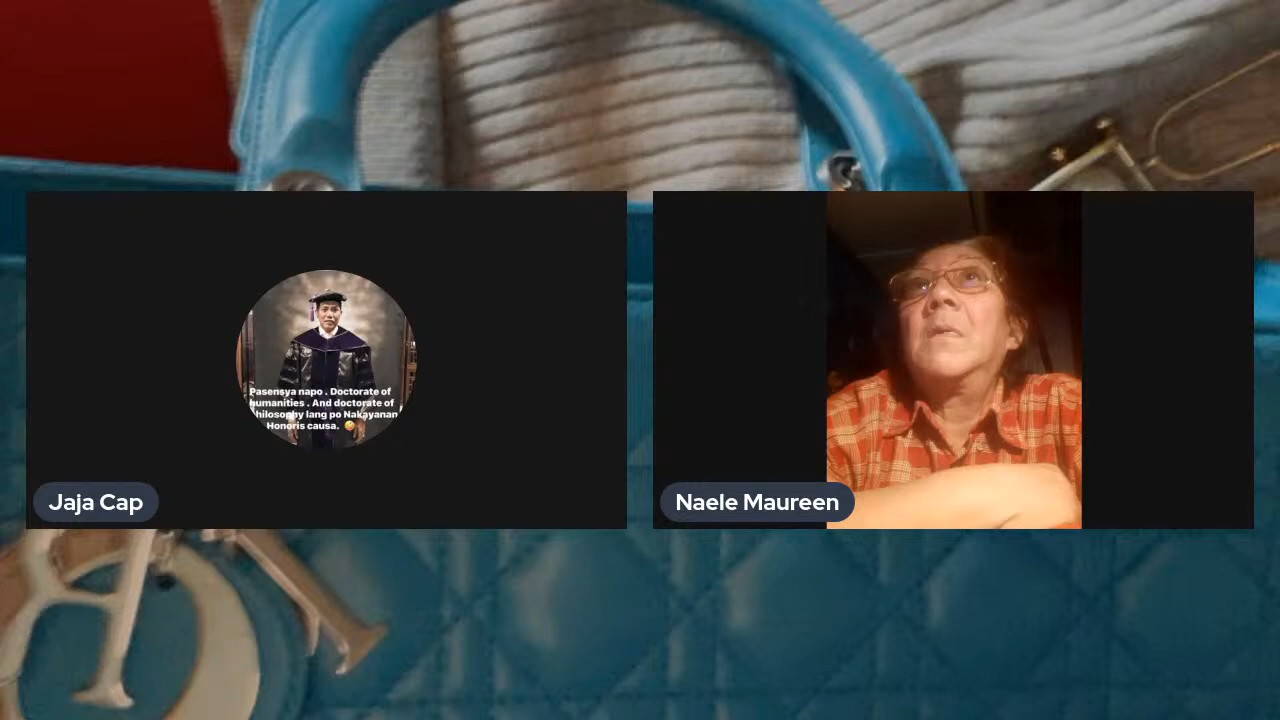 Pasensya napo . Doctorate of
humanities . And doctorate of
hilosophy lang po Nakayanan
Honoris causa. 😆
Jaja Cap
Naele Maureen